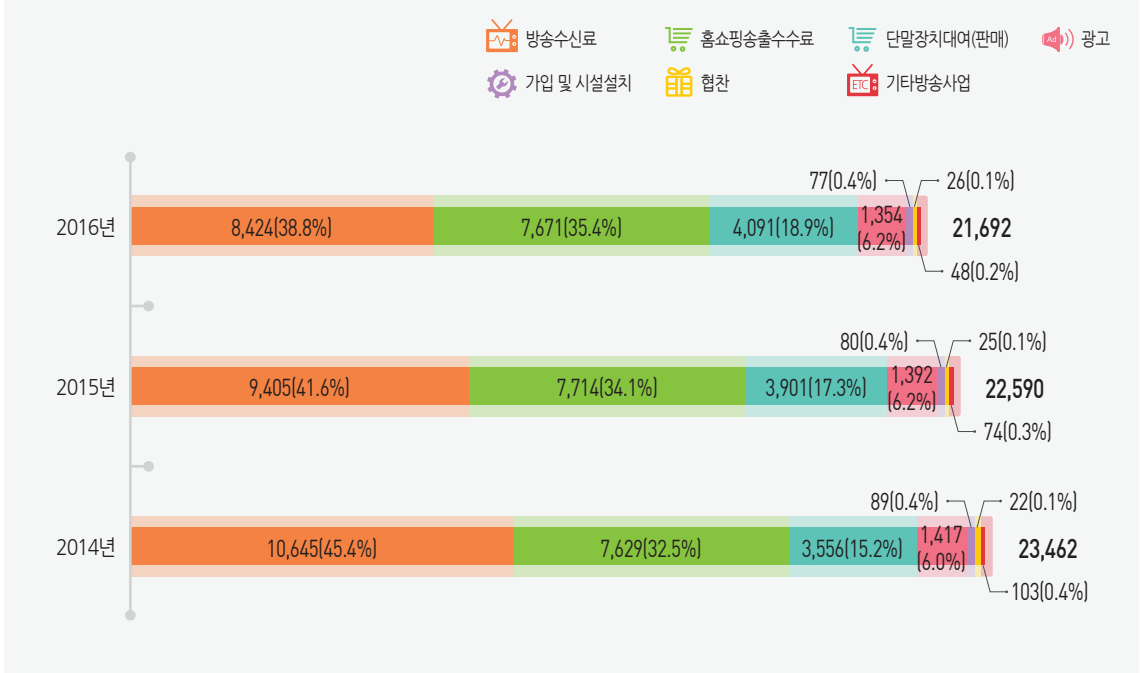 방송수신료 홈쇼핑송출수수료 단말장치대여(판매) Ad 광고
가입 및 시설설치 협찬 ETC 기타방송사업
77(0.4%) 26(0.1%)
2016년 8,424(38.8%) 7,671(35.4%) 4,091(18.9%) 1,354 (6.2%) 21,692
48(0.2%)
80(0.4%) 25(0.1%)
2015년 9,405(41.6%) 7,714(34.1%) 3,901(17.3%) 1,392 (6.2%) 22,590
74(0.3%)
89(0.4%) 22(0.1%)
2014년 10,645(45.4%) 7,629(32.5%) 3,556(15.2%) 1,417 (6.0%) 23,462
103(0.4%)